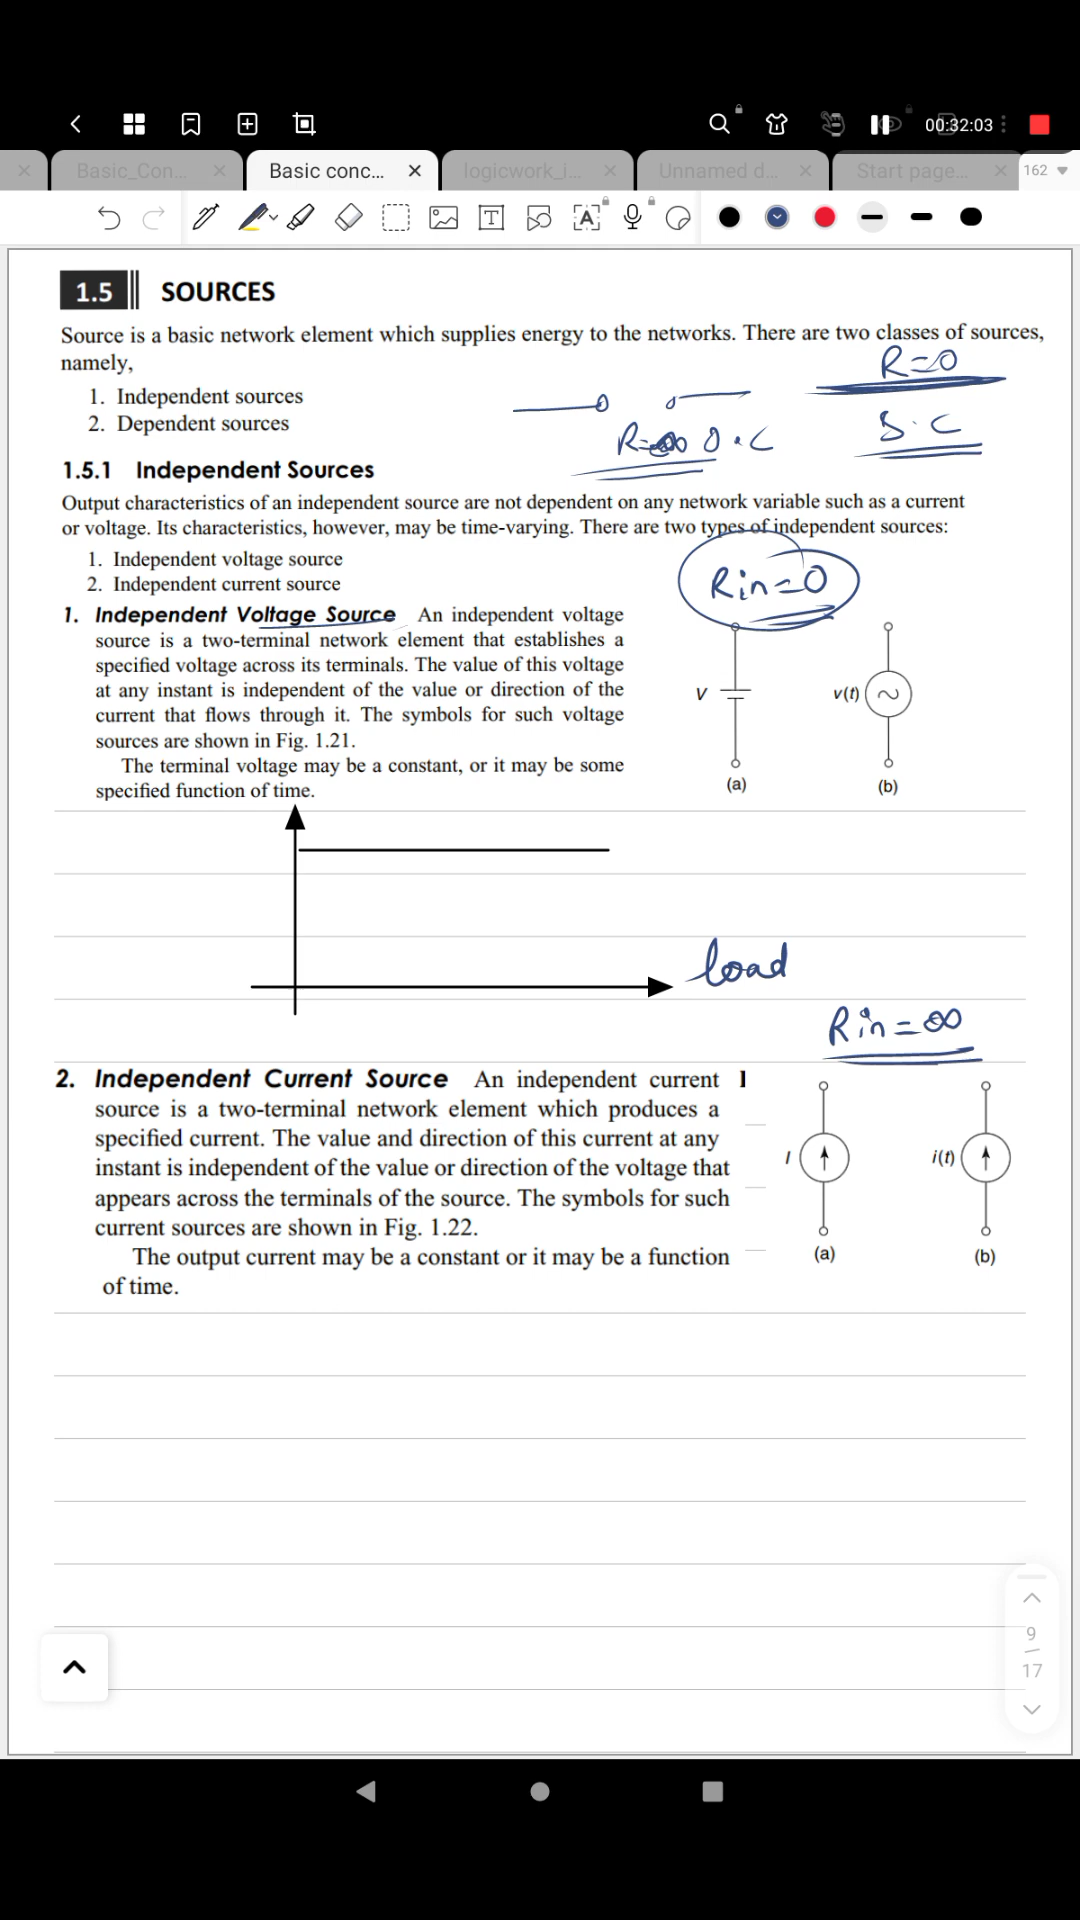 00:32:03
Basic_Con...
Basic conc...
logicwork_i...
Unnamed d...
Start page...
162
1.5 SOURCES
Source is a basic network element which supplies energy to the networks. There are two classes of sources,
namely,
R=0
1. Independent sources
2. Dependent sources
R=∞ O.C
S.C
1.5.1 Independent Sources
Output characteristics of an independent source are not dependent on any network variable such as a current
or voltage. Its characteristics, however, may be time-varying. There are two types of independent sources:
1. Independent voltage source
2. Independent current source
Rin=0
1. Independent Voltage Source An independent voltage
source is a two-terminal network element that establishes a
specified voltage across its terminals. The value of this voltage
at any instant is independent of the value or direction of the
current that flows through it. The symbols for such voltage
sources are shown in Fig. 1.21.
The terminal voltage may be a constant, or it may be some
specified function of time.
V
v(t)
(a)
(b)
load
Rin=∞
2. Independent Current Source An independent current
source is a two-terminal network element which produces a
specified current. The value and direction of this current at any
instant is independent of the value or direction of the voltage that
appears across the terminals of the source. The symbols for such
current sources are shown in Fig. 1.22.
The output current may be a constant or it may be a function
of time.
I
i(t)
(a)
(b)
9
17